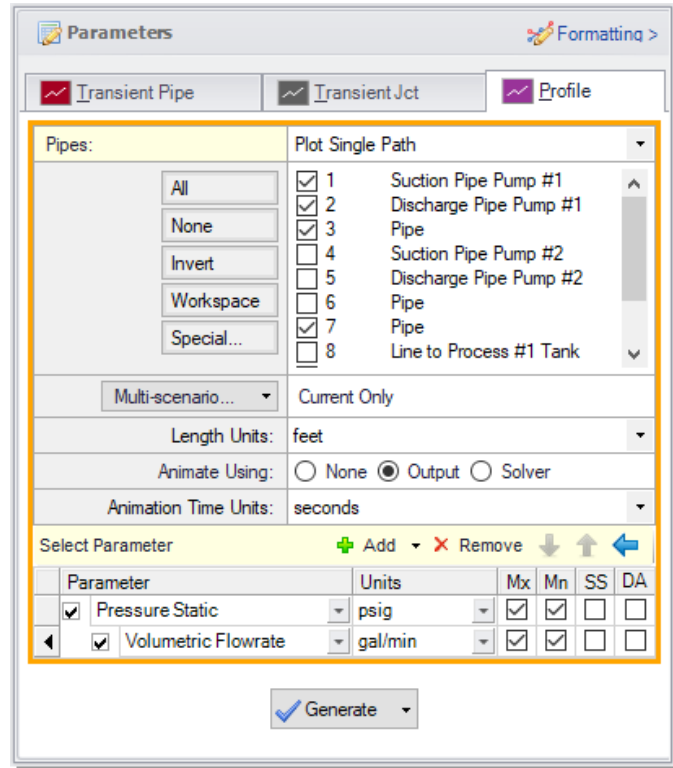 Parameters
Formatting >
Transient Pipe
Transient Jct
Profile
Pipes: Plot Single Path
All
None
Invert
Workspace
Special...
1 Suction Pipe Pump #1
2 Discharge Pipe Pump #1
3 Pipe
4 Suction Pipe Pump #2
5 Discharge Pipe Pump #2
6 Pipe
7 Pipe
8 Line to Process #1 Tank
Multi-scenario... Current Only
Length Units: feet
Animate Using: None Output Solver
Animation Time Units: seconds
Select Parameter Add Remove
Parameter Units Mx Mn SS DA
Pressure Static psig
Volumetric Flowrate gal/min
Generate